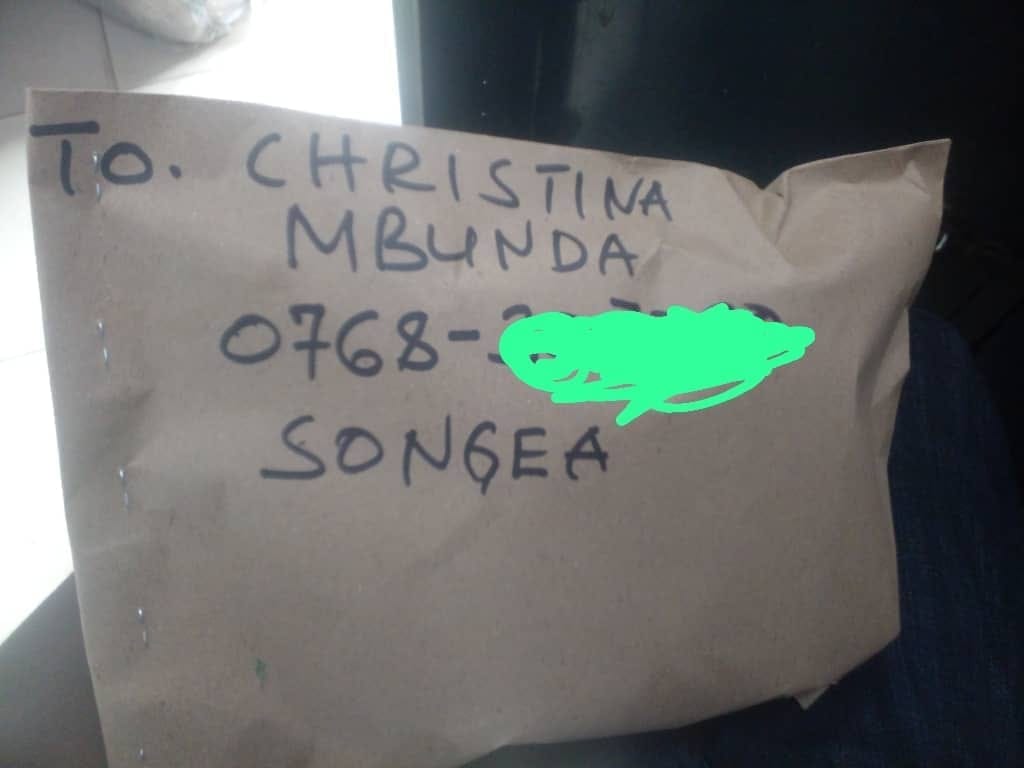 TO. CHRISTINA
MBUNDA
0768-
SONGEA